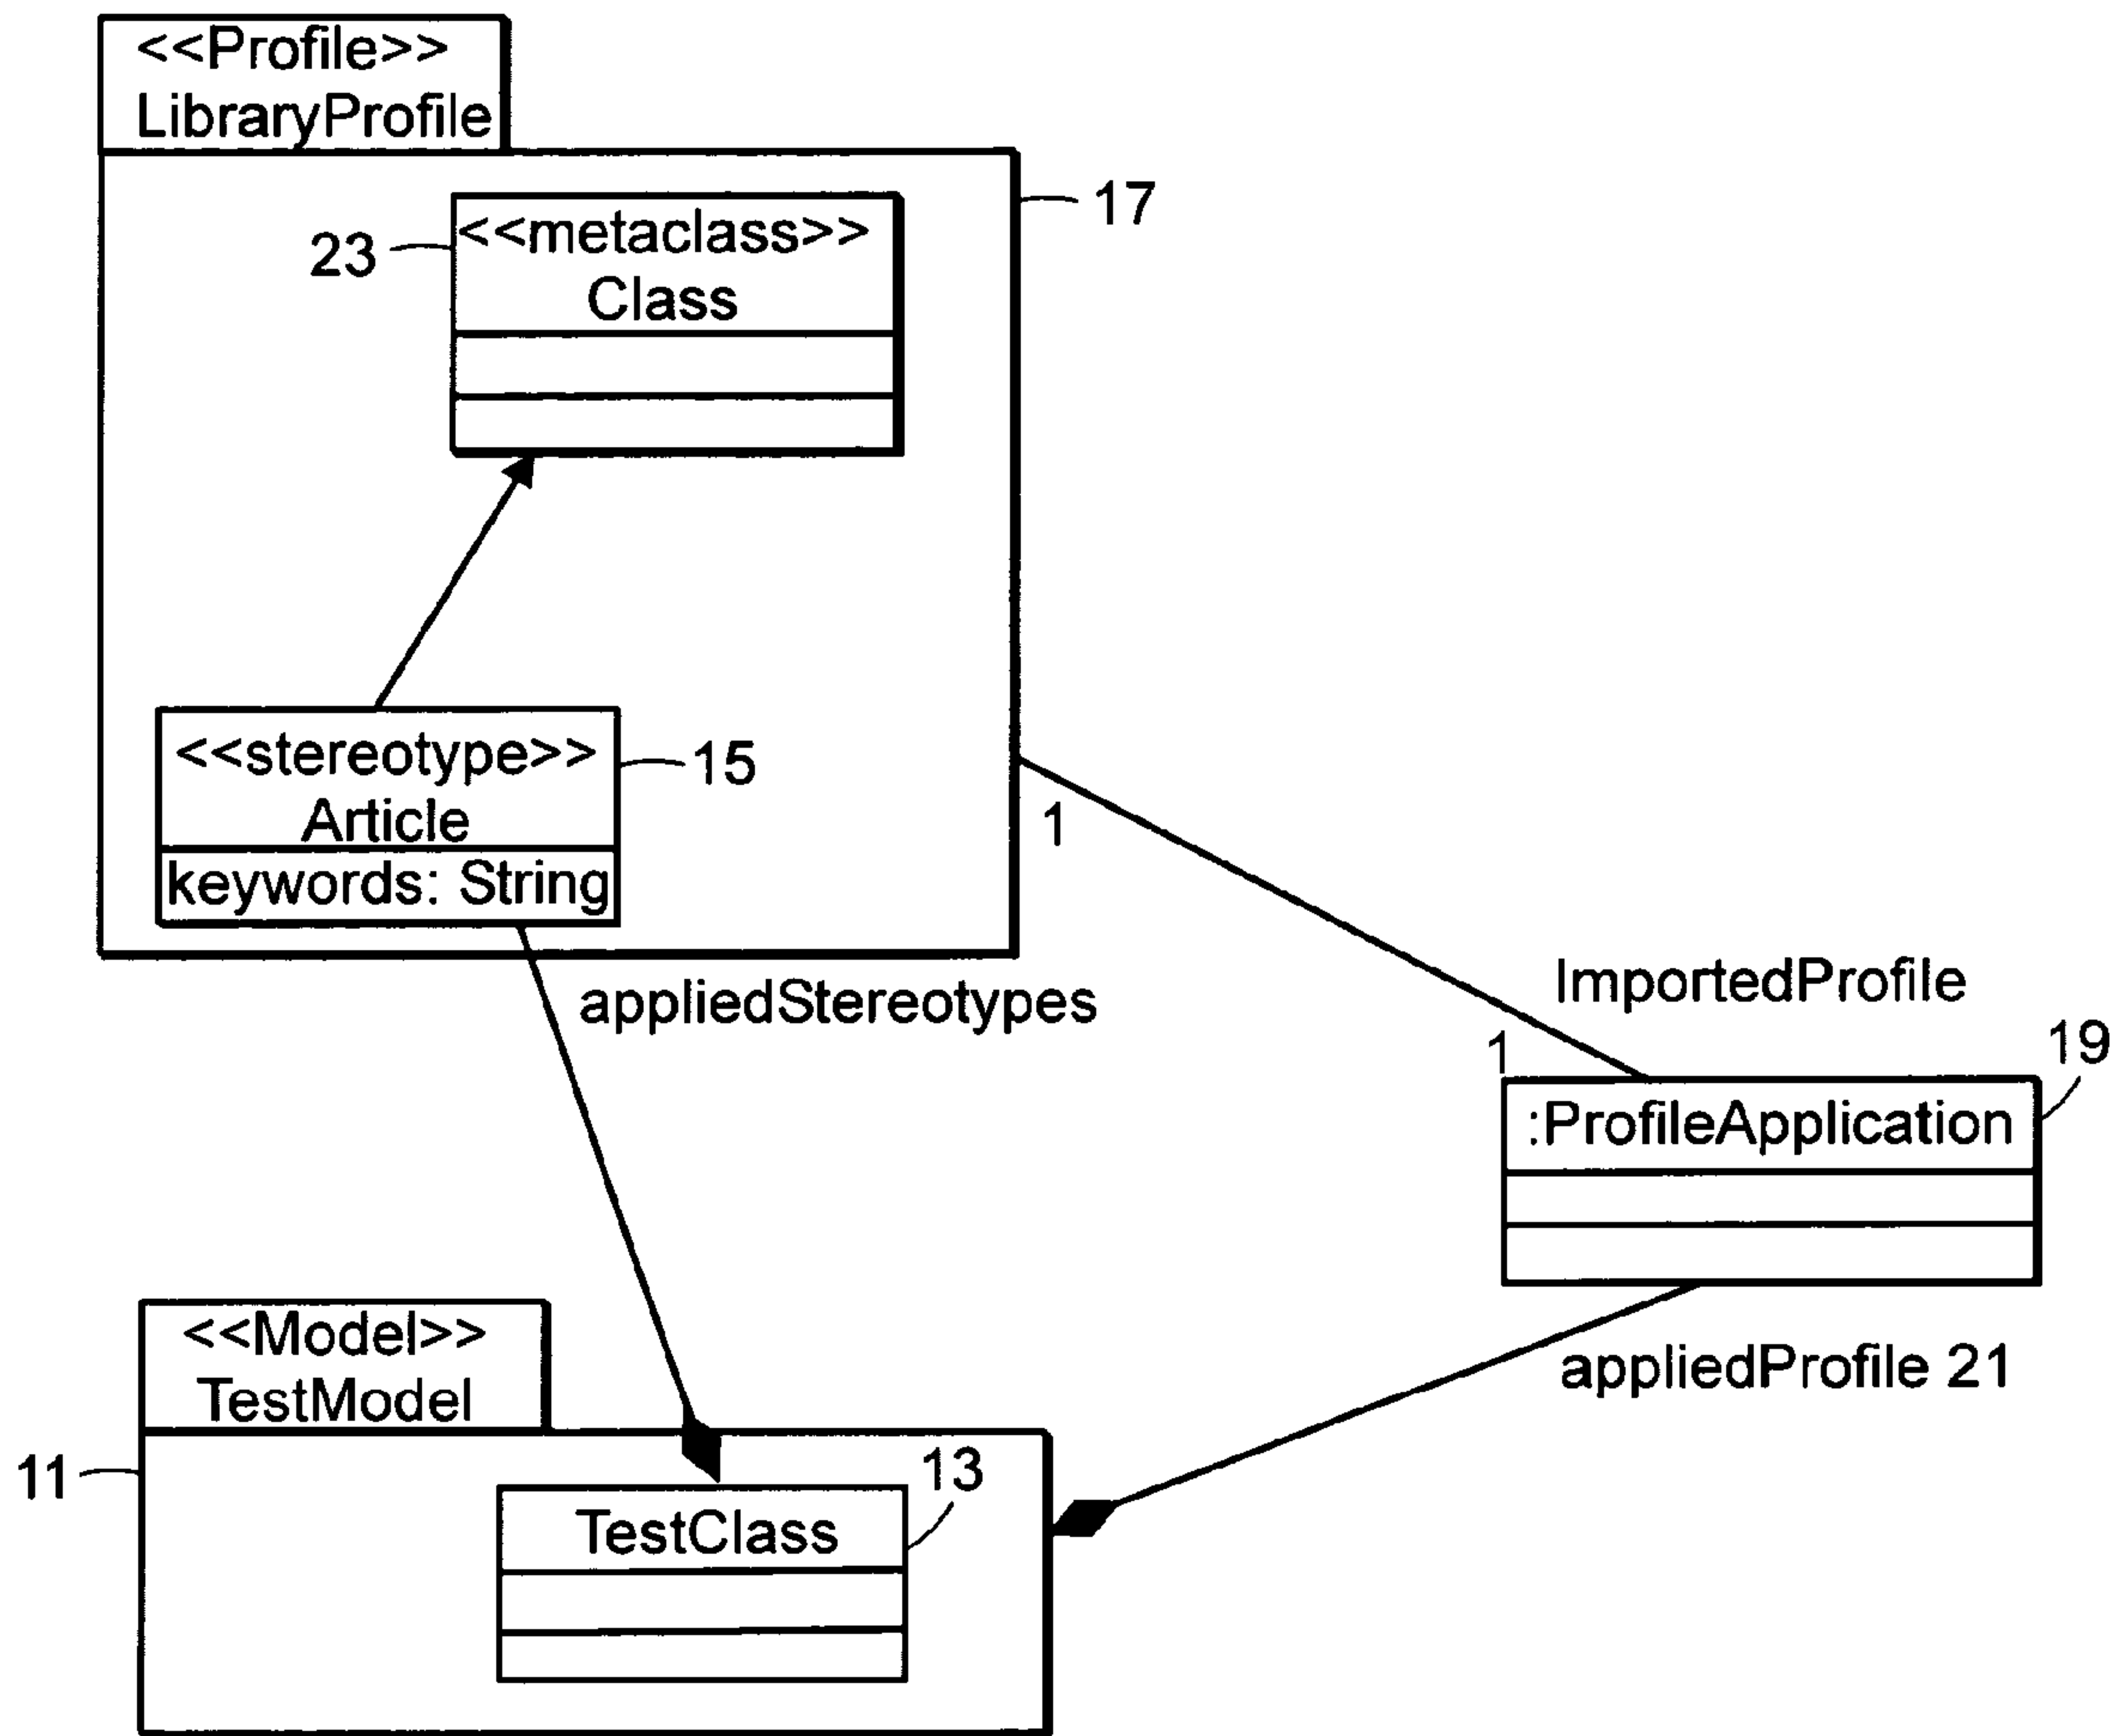 <<Profile>>
LibraryProfile
<<metaclass>>
Class
23
17
<<stereotype>>
Article
keywords: String
15
1
appliedStereotypes
ImportedProfile
1
19
:ProfileApplication
appliedProfile 21
<<Model>>
TestModel
11
13
TestClass